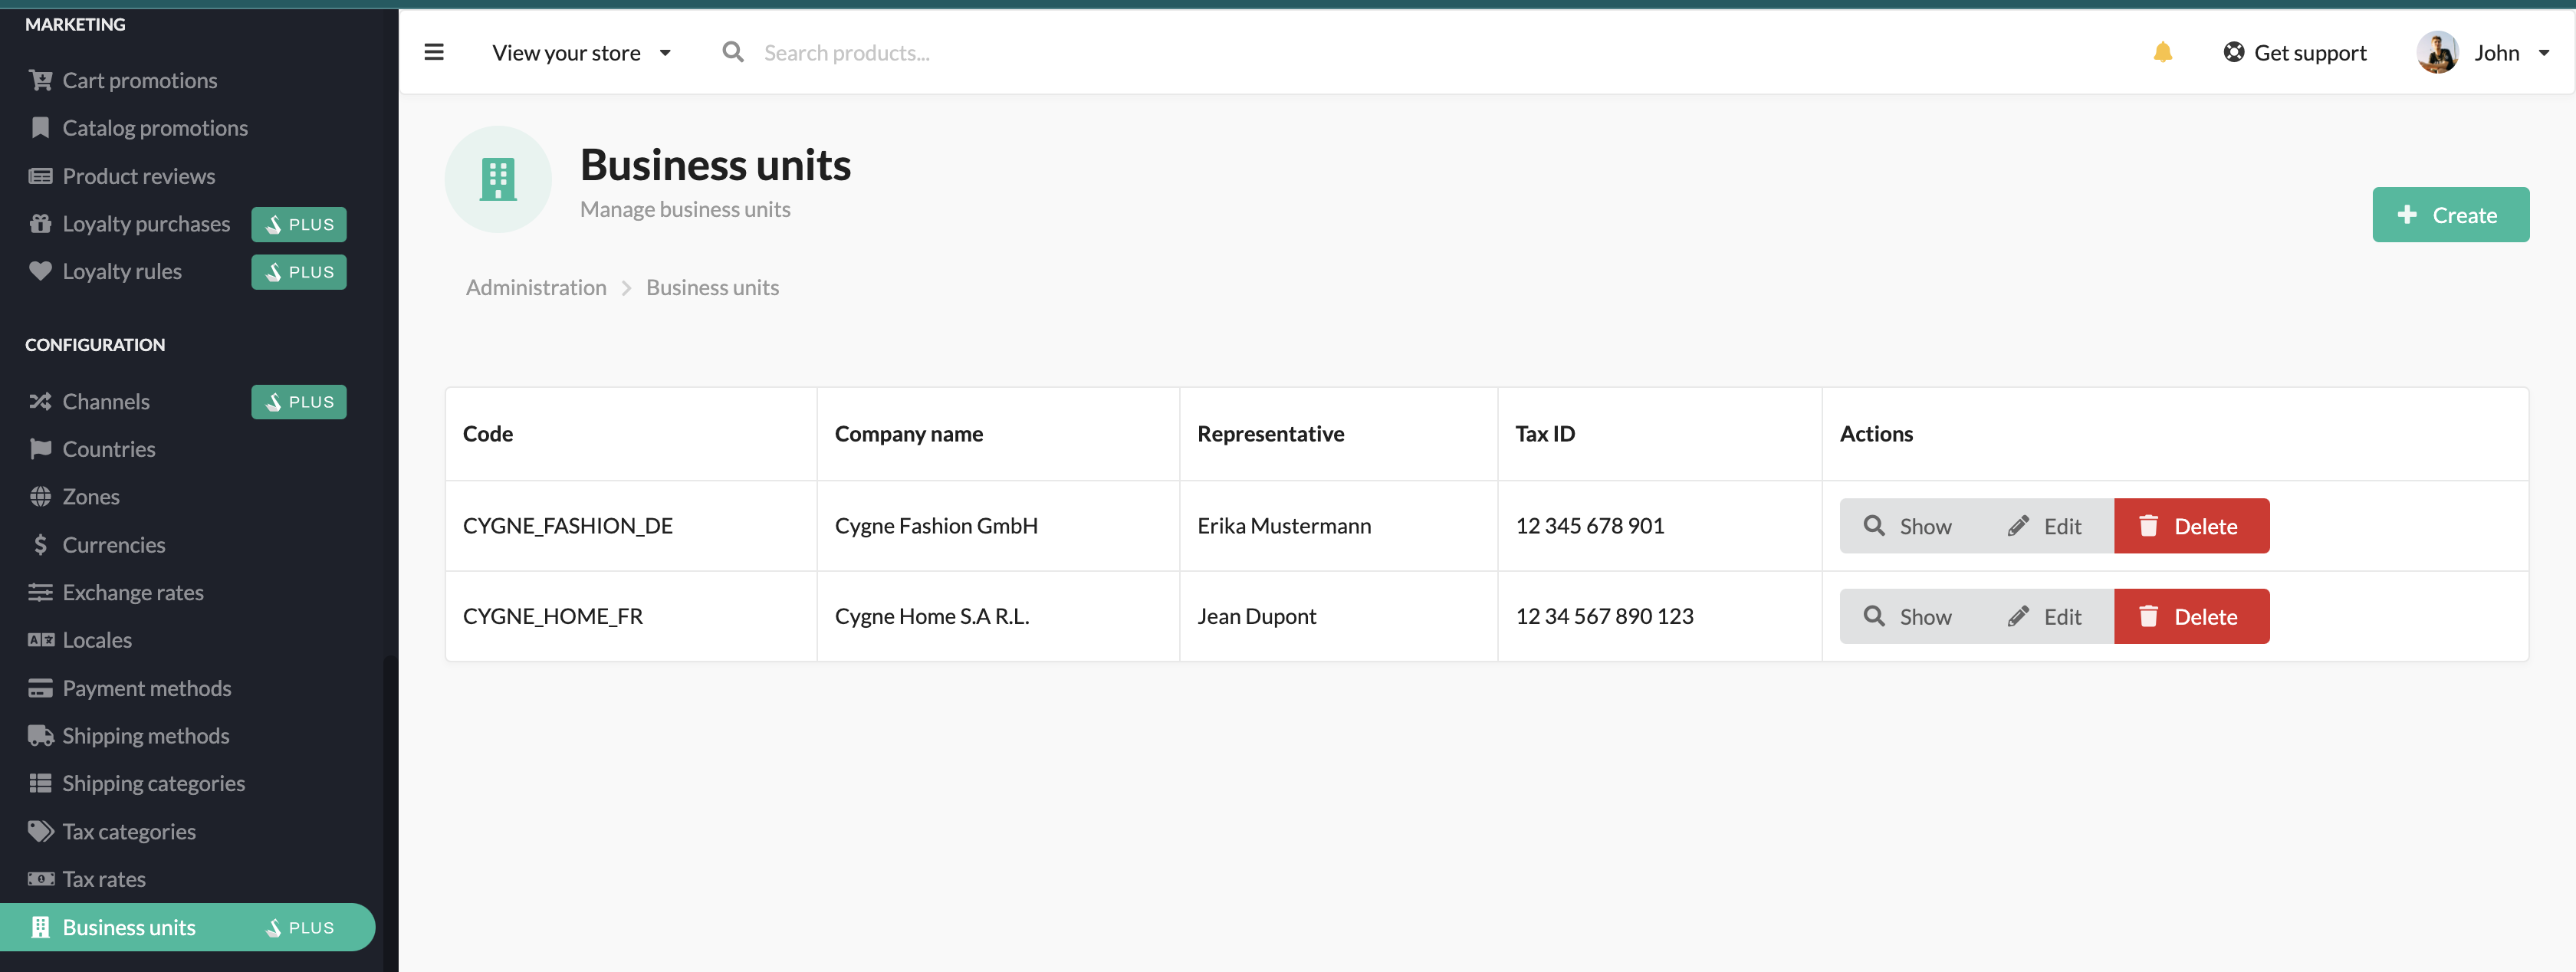 MARKETING
Cart promotions
Catalog promotions
Product reviews
Loyalty purchases PLUS
Loyalty rules PLUS
CONFIGURATION
Channels PLUS
Countries
Zones
Currencies
Exchange rates
Locales
Payment methods
Shipping methods
Shipping categories
Tax categories
Tax rates
Business units PLUS
View your store Search products... Get support John
Business units
Manage business units
Create
Administration Business units
Code Company name Representative Tax ID Actions
CYGNE_FASHION_DE Cygne Fashion GmbH Erika Mustermann 12 345 678 901 Show Edit Delete
CYGNE_HOME_FR Cygne Home S.A R.L. Jean Dupont 12 34 567 890 123 Show Edit Delete